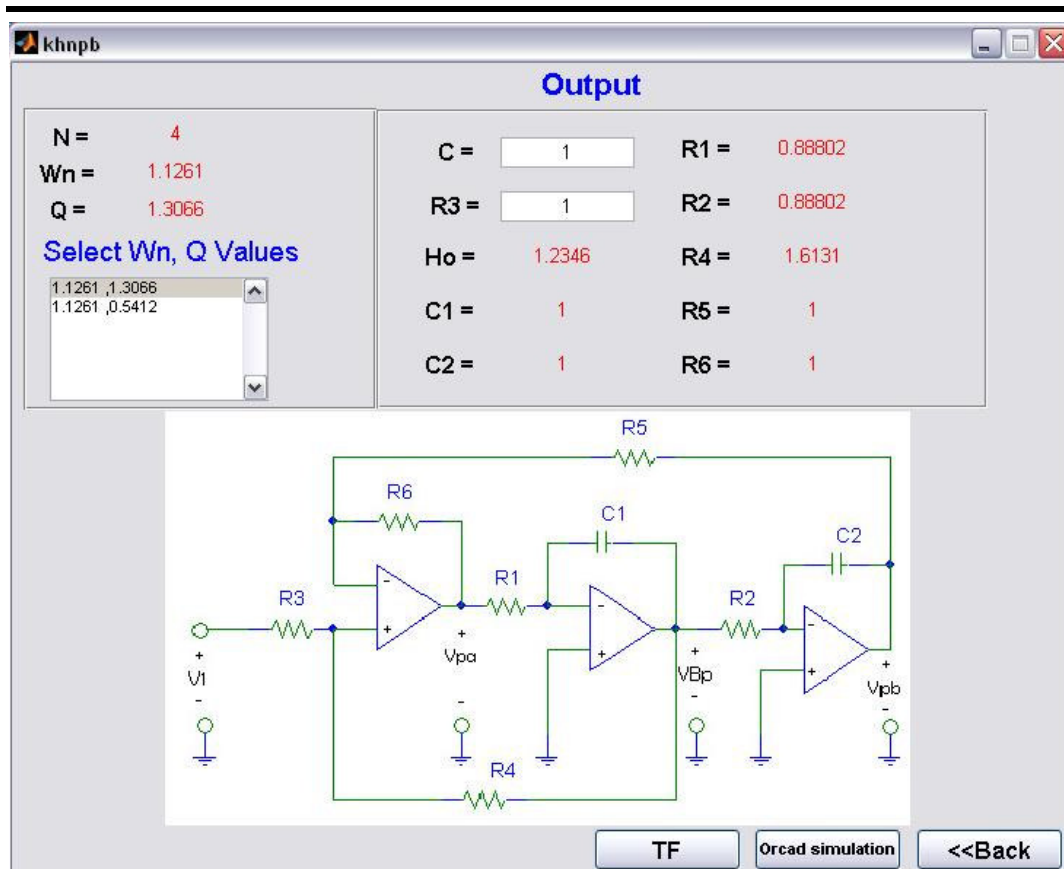 khnpb
Output
N = 4
Wn = 1.1261
Q = 1.3066
Select Wn, Q Values
1.1261 ,1.3066
1.1261 ,0.5412
C = 1
R3 = 1
Ho = 1.2346
C1 = 1
C2 = 1
R1 = 0.88802
R2 = 0.88802
R4 = 1.6131
R5 = 1
R6 = 1
R5
R6
C1
C2
R3
-
+
R1
-
+
R2
-
+
+
V1
-
+
Vpa
-
+
VBp
-
+
Vpb
-
R4
TF
Orcad simulation
<<Back